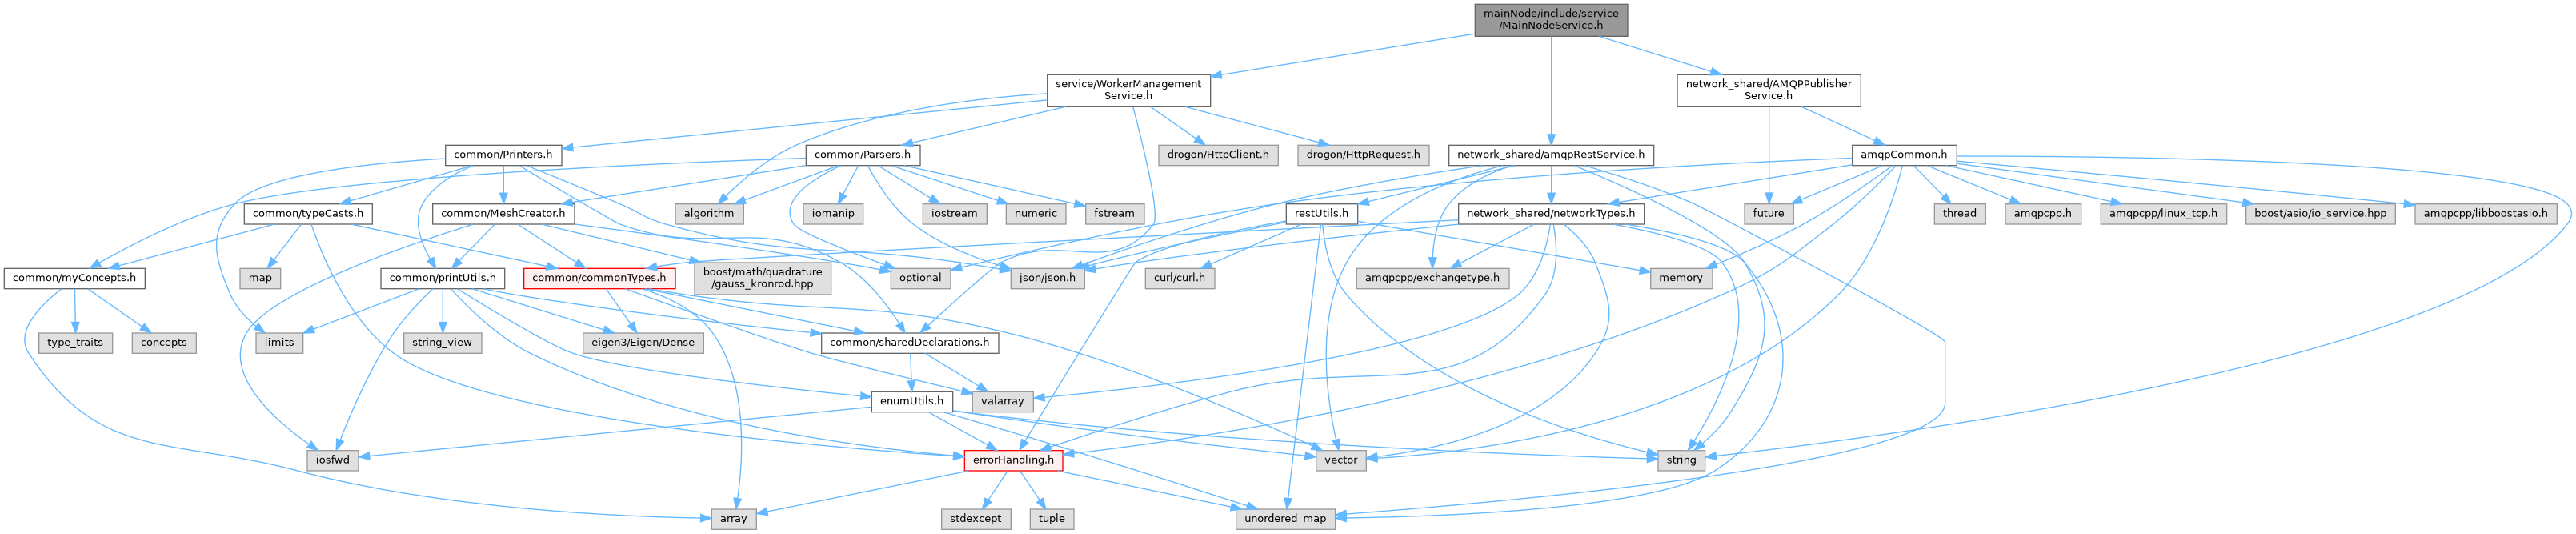 mainNode/include/service
/MainNodeService.h
service/WorkerManagement
Service.h
network_shared/AMQPPublisher
Service.h
common/Printers.h
common/Parsers.h
drogon/HttpClient.h
drogon/HttpRequest.h
network_shared/amqpRestService.h
amqpCommon.h
common/typeCasts.h
common/MeshCreator.h
algorithm
iomanip
iostream
numeric
fstream
restUtils.h
network_shared/networkTypes.h
future
thread
amqpcpp.h
amqpcpp/linux_tcp.h
boost/asio/io_service.hpp
amqpcpp/libboostasio.h
common/myConcepts.h
map
common/printUtils.h
common/commonTypes.h
boost/math/quadrature
/gauss_kronrod.hpp
optional
json/json.h
curl/curl.h
amqpcpp/exchangetype.h
memory
type_traits
concepts
limits
string_view
eigen3/Eigen/Dense
common/sharedDeclarations.h
enumUtils.h
valarray
iosfwd
errorHandling.h
vector
string
array
stdexcept
tuple
unordered_map